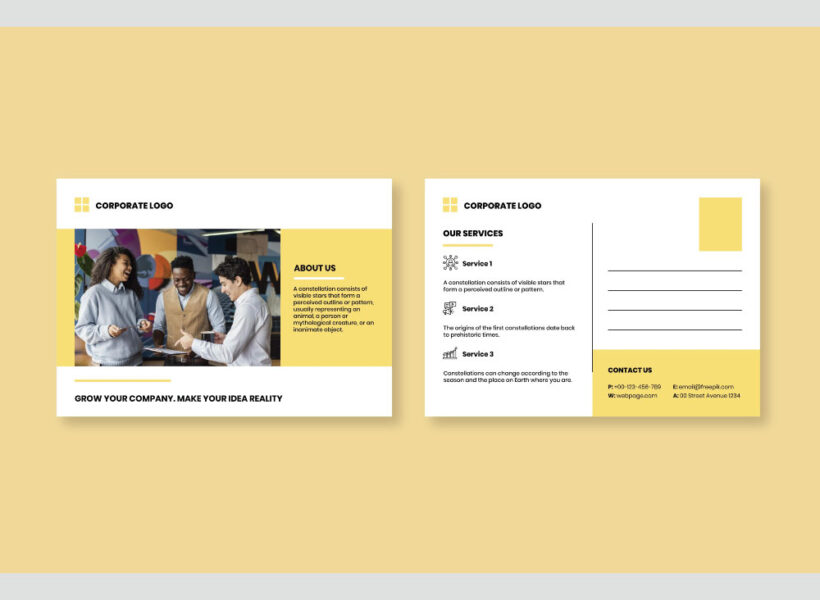 CORPORATE LOGO
ABOUT US
A constellation consists of
visible stars that form a
perceived outline or pattern,
usually representing an
animal, a person or
mythological creature, or an
inanimate object.
GROW YOUR COMPANY. MAKE YOUR IDEA REALITY
CORPORATE LOGO
OUR SERVICES
Service 1
A constellation consists of visible stars that
form a perceived outline or pattern.
Service 2
The origins of the first constellations date back
to prehistoric times.
Service 3
Constellations can change according to the
season and the place on Earth where you are.
CONTACT US
P: +00-123-456-789 E: email@freepik.com
W: webpage.com A: 00 Street Avenue 1234